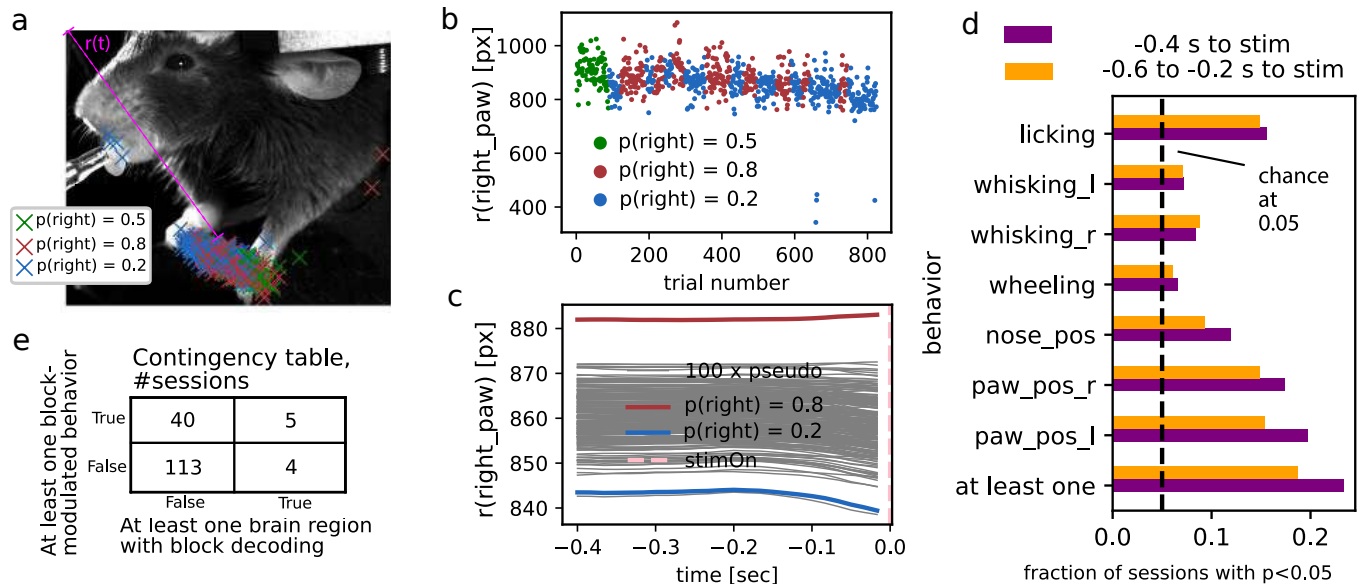 a
r(t)
p(right) = 0.5
p(right) = 0.8
p(right) = 0.2
b
r(right_paw) [px]
1000
800
600
400
p(right) = 0.5
p(right) = 0.8
p(right) = 0.2
0
200
400
600
800
trial number
c
r(right_paw) [px]
880
870
860
850
840
100 x pseudo
p(right) = 0.8
p(right) = 0.2
stimOn
-0.4
-0.3
-0.2
-0.1
0.0
time [sec]
d
-0.4 s to stim
-0.6 to -0.2 s to stim
behavior
licking
whisking_l
whisking_r
wheeling
nose_pos
paw_pos_r
paw_pos_l
at least one
chance
at
0.05
0.0
0.1
0.2
fraction of sessions with p<0.05
e
Contingency table,
#sessions
At least one block-
modulated behavior
True
40
5
False
113
4
False
True
At least one brain region
with block decoding